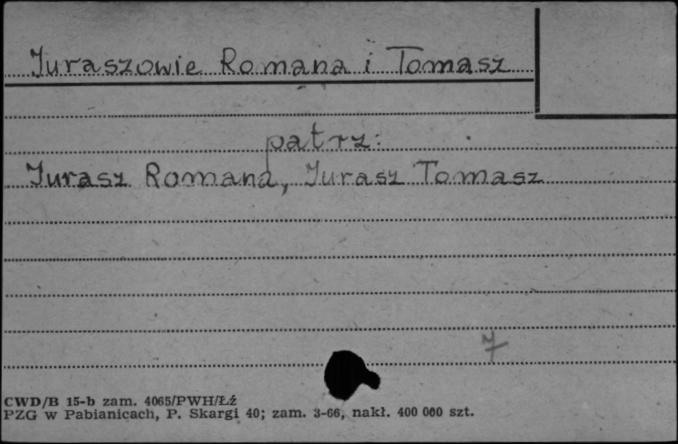 Juraszowie Romana i Tomasz
patrz:
Jurasz Romana, Jurasz Tomasz
7
CWD/B 15-b zam. 4065/PWH/Łź
PZG w Pabianicach, P. Skargi 40; zam. 3-66, nakł. 400 000 szt.